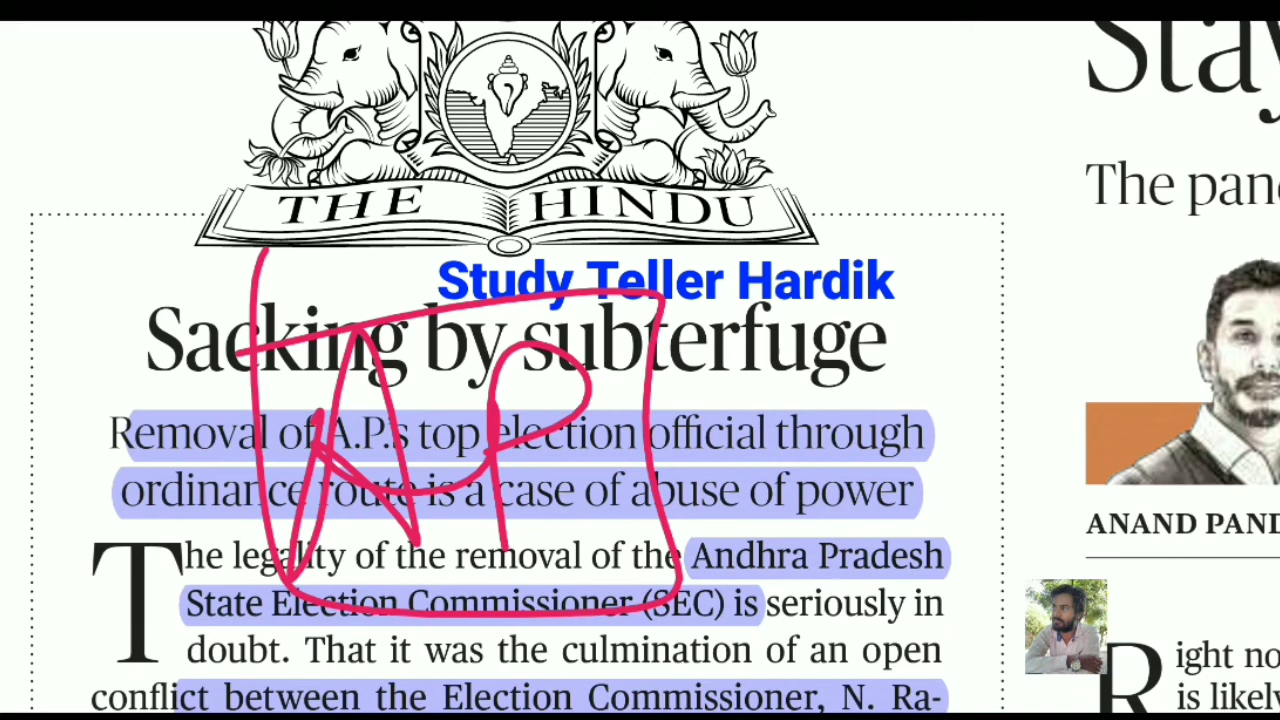 THE HINDU
Study Teller Hardik
Sacking by subterfuge
Removal of A.P.'s top election official through
ordinance route is a case of abuse of power
The legality of the removal of the Andhra Pradesh
State Election Commissioner (SEC) is seriously in
doubt. That it was the culmination of an open
conflict between the Election Commissioner, N. Ra-
AP
Stay
The pan
ANAND PAND
Right no
is likely